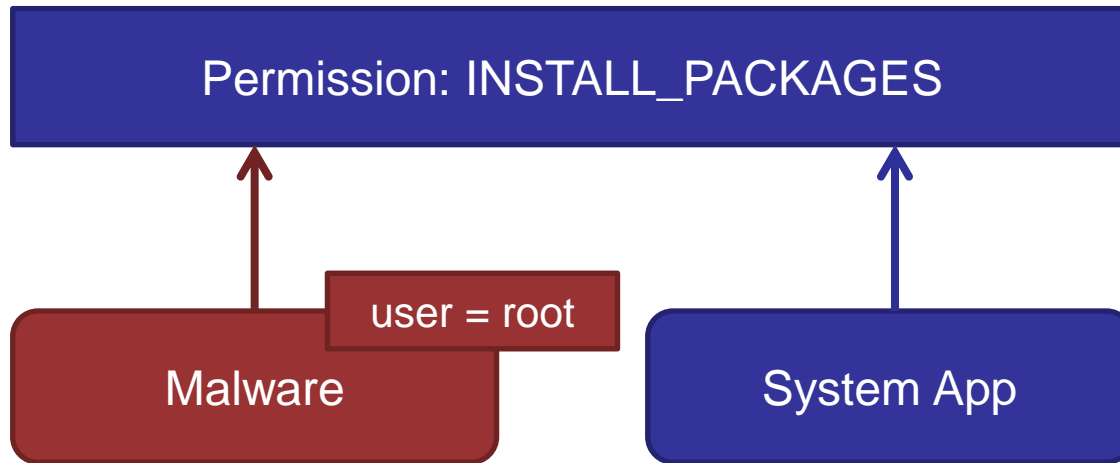 Permission: INSTALL_PACKAGES
user = root
Malware
System App